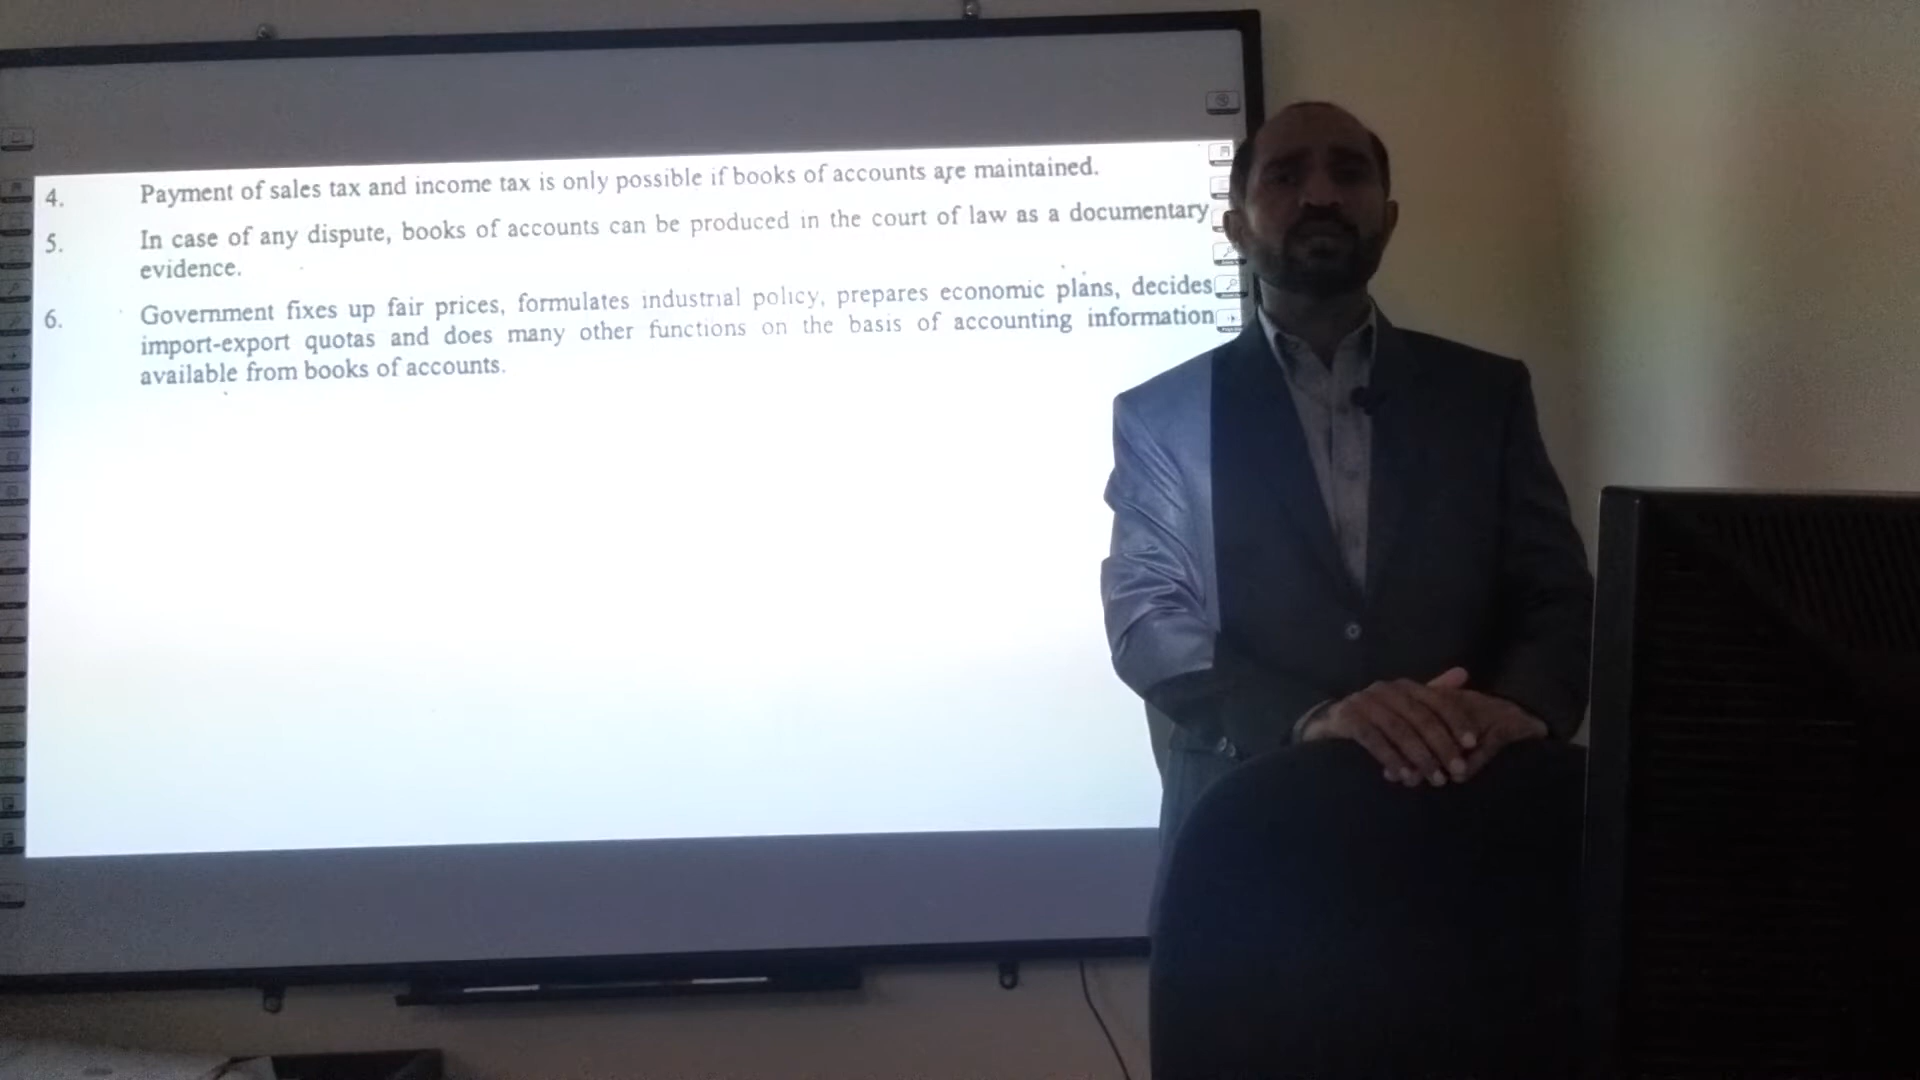 4. Payment of sales tax and income tax is only possible if books of accounts are maintained.
5. In case of any dispute, books of accounts can be produced in the court of law as a documentary
evidence.
6. Government fixes up fair prices, formulates industrial policy, prepares economic plans, decides
import-export quotas and does many other functions on the basis of accounting information
available from books of accounts.